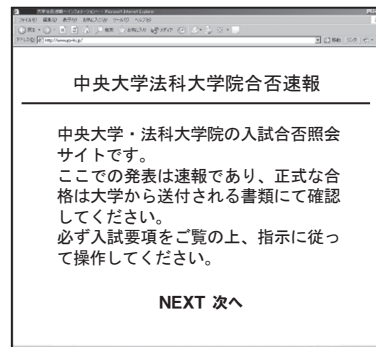 中央大学法科大学院合否速報
中央大学・法科大学院の入試合否照会
サイトです。
ここでの発表は速報であり、正式な合
格は大学から送付される書類にて確認
してください。
必ず入試要項をご覧の上、指示に従っ
て操作してください。
NEXT 次へ